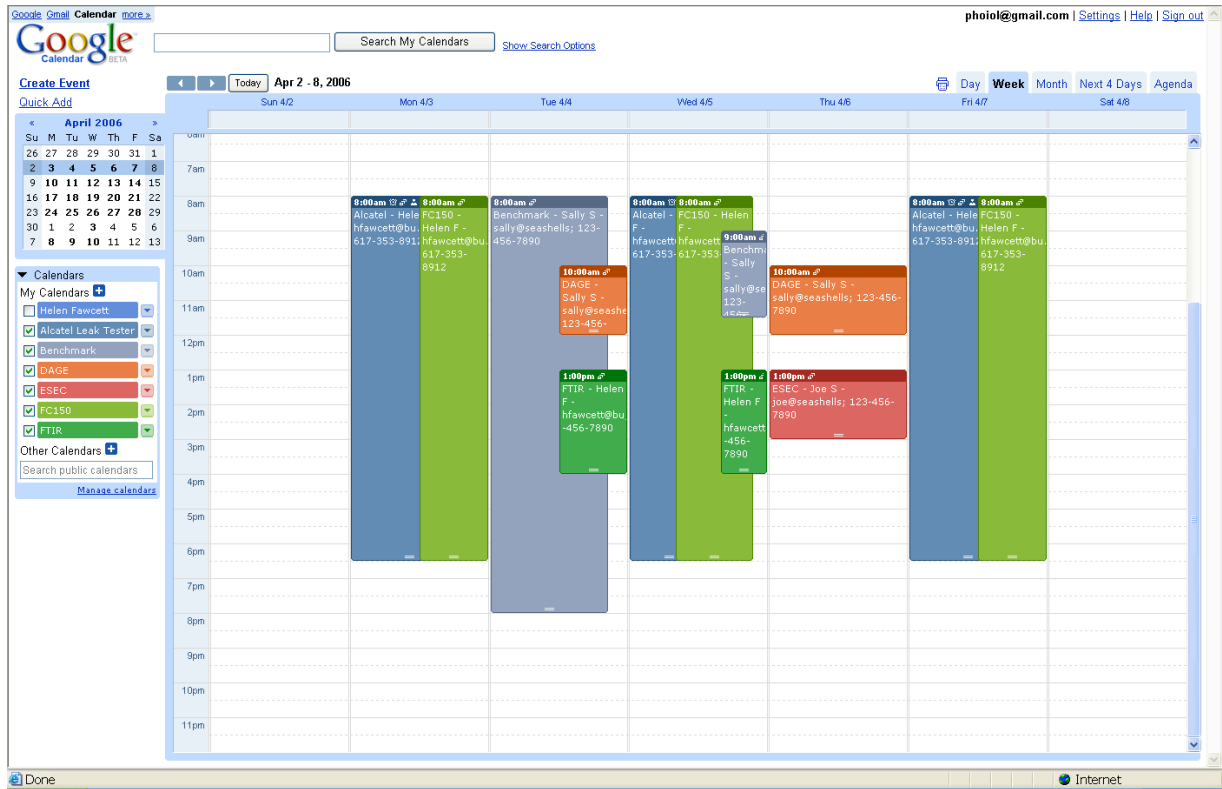 Google Gmail Calendar more »
phoiol@gmail.com | Settings | Help | Sign out
Google
Calendar BETA
Search My Calendars
Show Search Options
Create Event
Quick Add
Today Apr 2 - 8, 2006
Day Week Month Next 4 Days Agenda
Sun 4/2 Mon 4/3 Tue 4/4 Wed 4/5 Thu 4/6 Fri 4/7 Sat 4/8
« April 2006 »
Su M Tu W Th F Sa
26 27 28 29 30 31 1
2 3 4 5 6 7 8
9 10 11 12 13 14 15
16 17 18 19 20 21 22
23 24 25 26 27 28 29
30 1 2 3 4 5 6
7 8 9 10 11 12 13
Calendars
My Calendars
Helen Fawcett
Alcatel Leak Tester
Benchmark
DAGE
ESEC
FC150
FTIR
Other Calendars
Search public calendars
Manage calendars
7am
8am
9am
10am
11am
12pm
1pm
2pm
3pm
4pm
5pm
6pm
7pm
8pm
9pm
10pm
11pm
8:00am
Alcatel - Hele
hfawcett@bu.
617-353-891
8:00am
FC150 -
Helen F -
hfawcett@bu.
617-353-
8912
8:00am
Benchmark - Sally S -
sally@seashells; 123-
456-7890
10:00am
DAGE -
Sally S -
sally@seashe
123-456-
1:00pm
FTIR - Helen
F -
hfawcett@bu
-456-7890
8:00am
Alcatel -
F -
hfawcett
617-353-
8:00am
FC150 - Helen
F -
hfawcett@bu.
617-353-
9:00am
Benchm
- Sally
S -
sally@se
123-
1:00pm
FTIR -
Helen F
-
hfawcett
-456-
7890
10:00am
DAGE - Sally S -
sally@seashells; 123-456-
7890
1:00pm
ESEC - Joe S -
joe@seashells; 123-456-
7890
8:00am
Alcatel - Hele
hfawcett@bu.
617-353-891
8:00am
FC150 -
Helen F -
hfawcett@bu.
617-353-
8912
Done
Internet